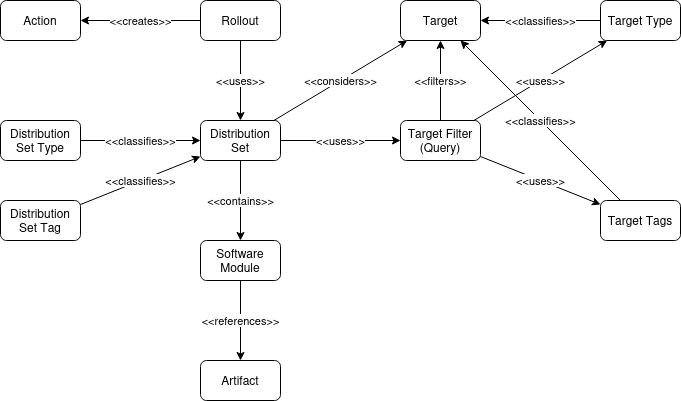 Action
<<creates>>
Rollout
Target
<<classifies>>
Target Type
<<uses>>
<<considers>>
<<filters>>
<<uses>>
<<classifies>>
Distribution
Set Type
<<classifies>>
Distribution
Set
<<uses>>
Target Filter
(Query)
<<classifies>>
<<uses>>
Distribution
Set Tag
<<contains>>
Target Tags
Software
Module
<<references>>
Artifact